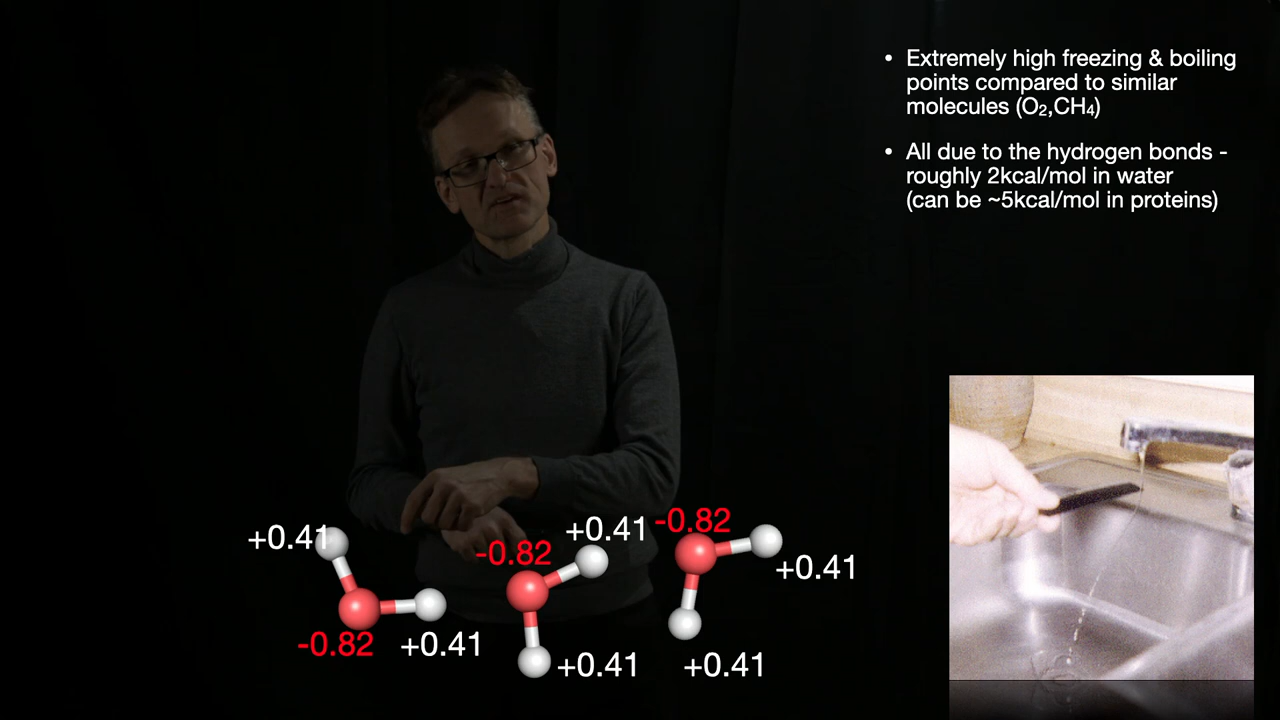 • Extremely high freezing & boiling
points compared to similar
molecules (O₂,CH₄)
• All due to the hydrogen bonds -
roughly 2kcal/mol in water
(can be ~5kcal/mol in proteins)
+0.41
-0.82
+0.41
-0.82
+0.41
+0.41
-0.82
+0.41
+0.41